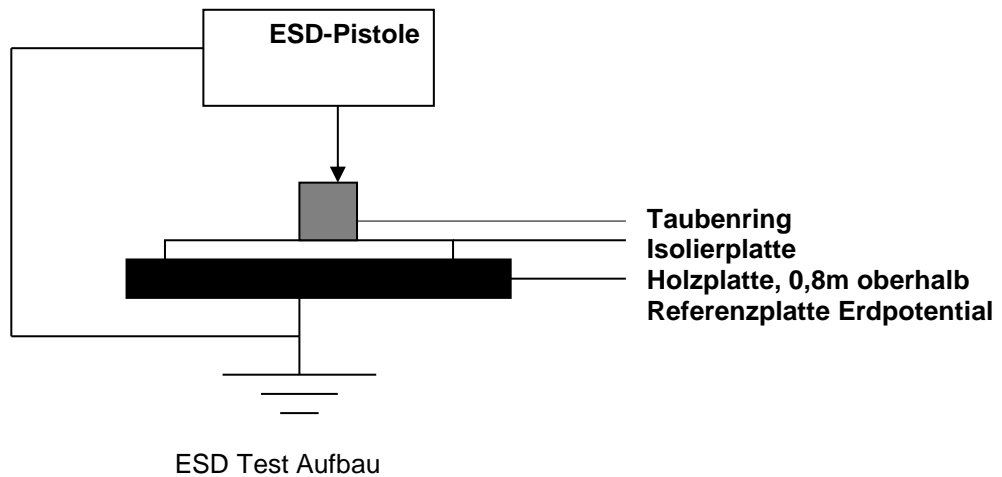 ESD-Pistole
Taubenring
Isolierplatte
Holzplatte, 0,8m oberhalb
Referenzplatte Erdpotential
ESD Test Aufbau